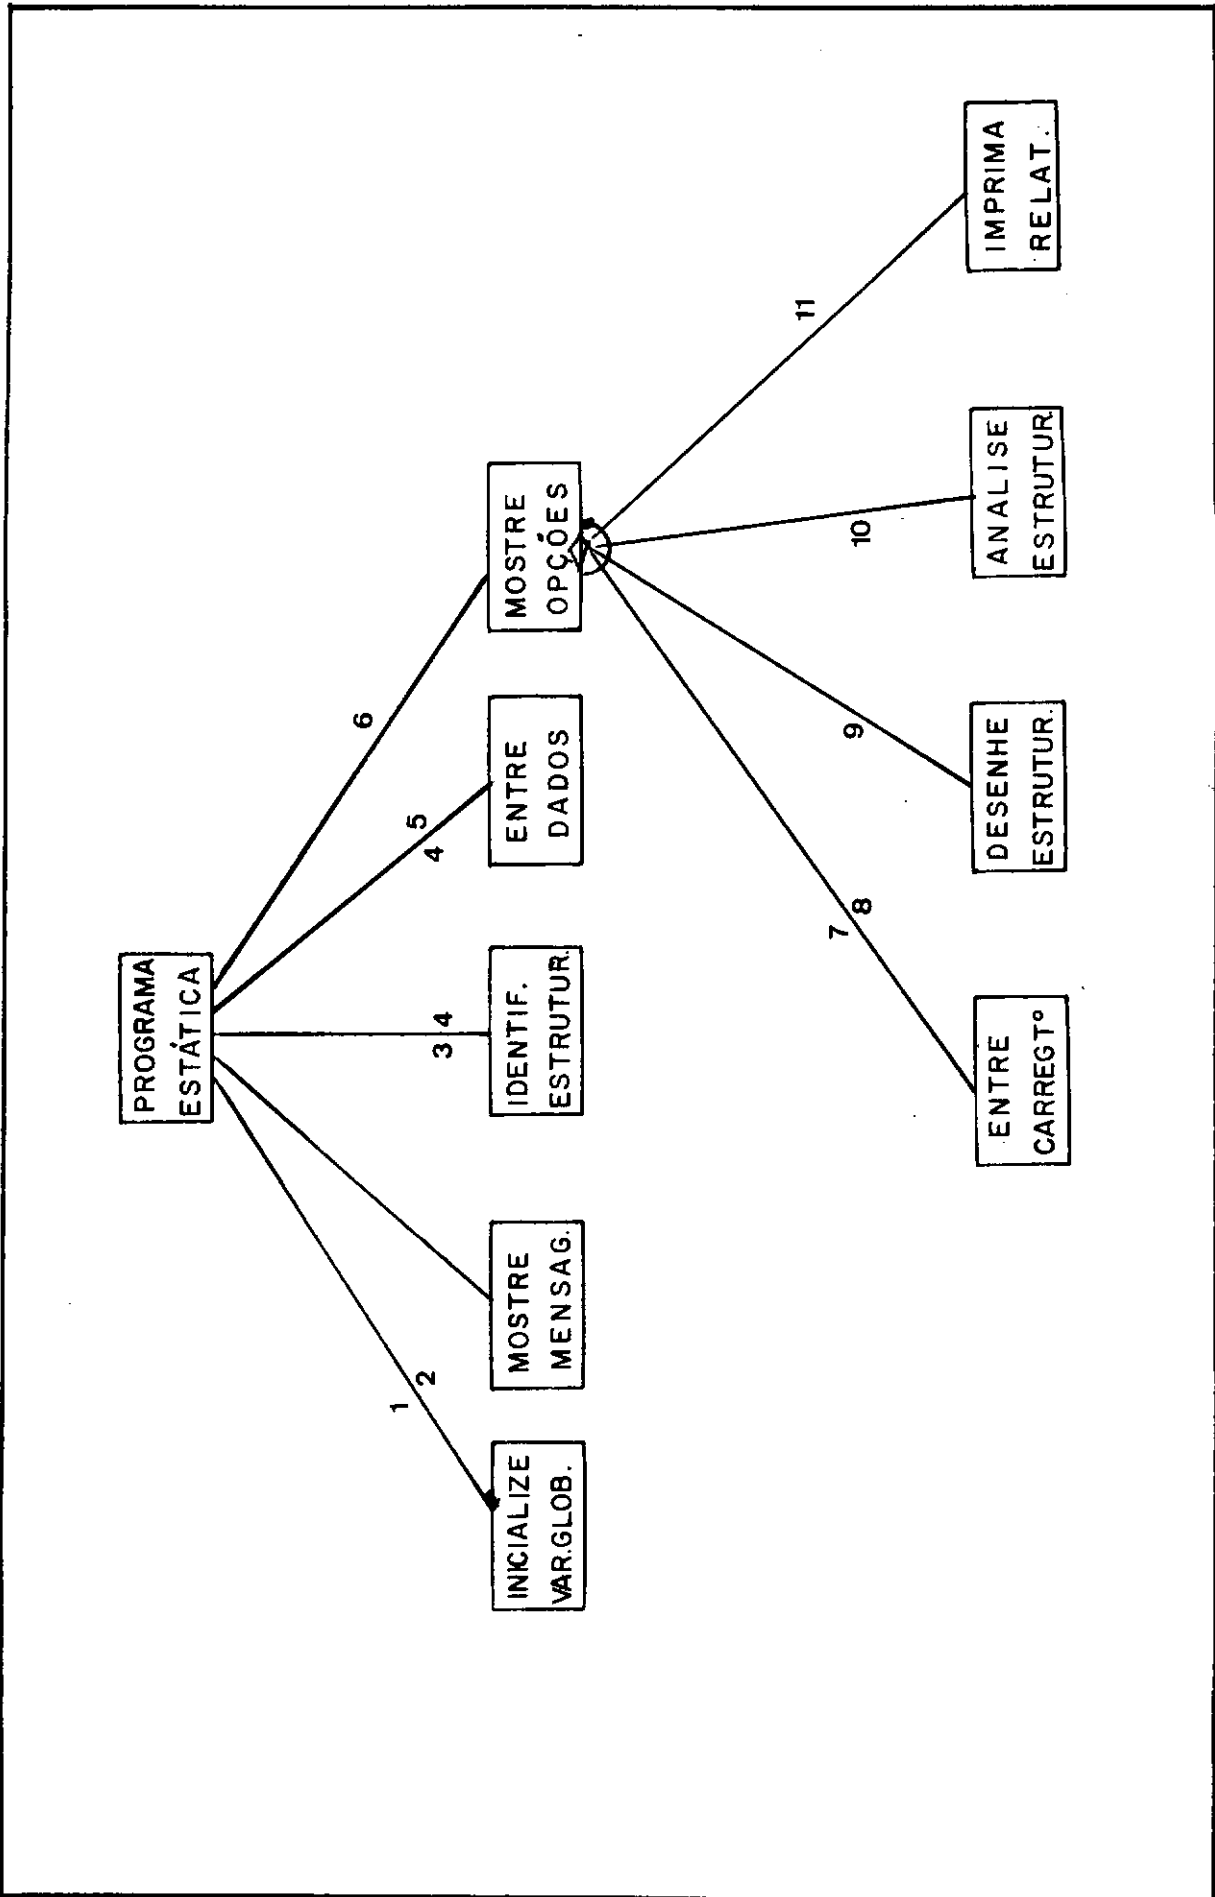 PROGRAMA
ESTÁTICA
1
2
3 4
4 5
6
INICIALIZE
VAR.GLOB.
MOSTRE
MENSAG.
IDENTIF.
ESTRUTUR.
ENTRE
DADOS
MOSTRE
OPÇÕES
7
8
9
10
11
ENTRE
CARREGTº
DESENHE
ESTRUTUR.
ANALISE
ESTRUTUR.
IMPRIMA
RELAT.